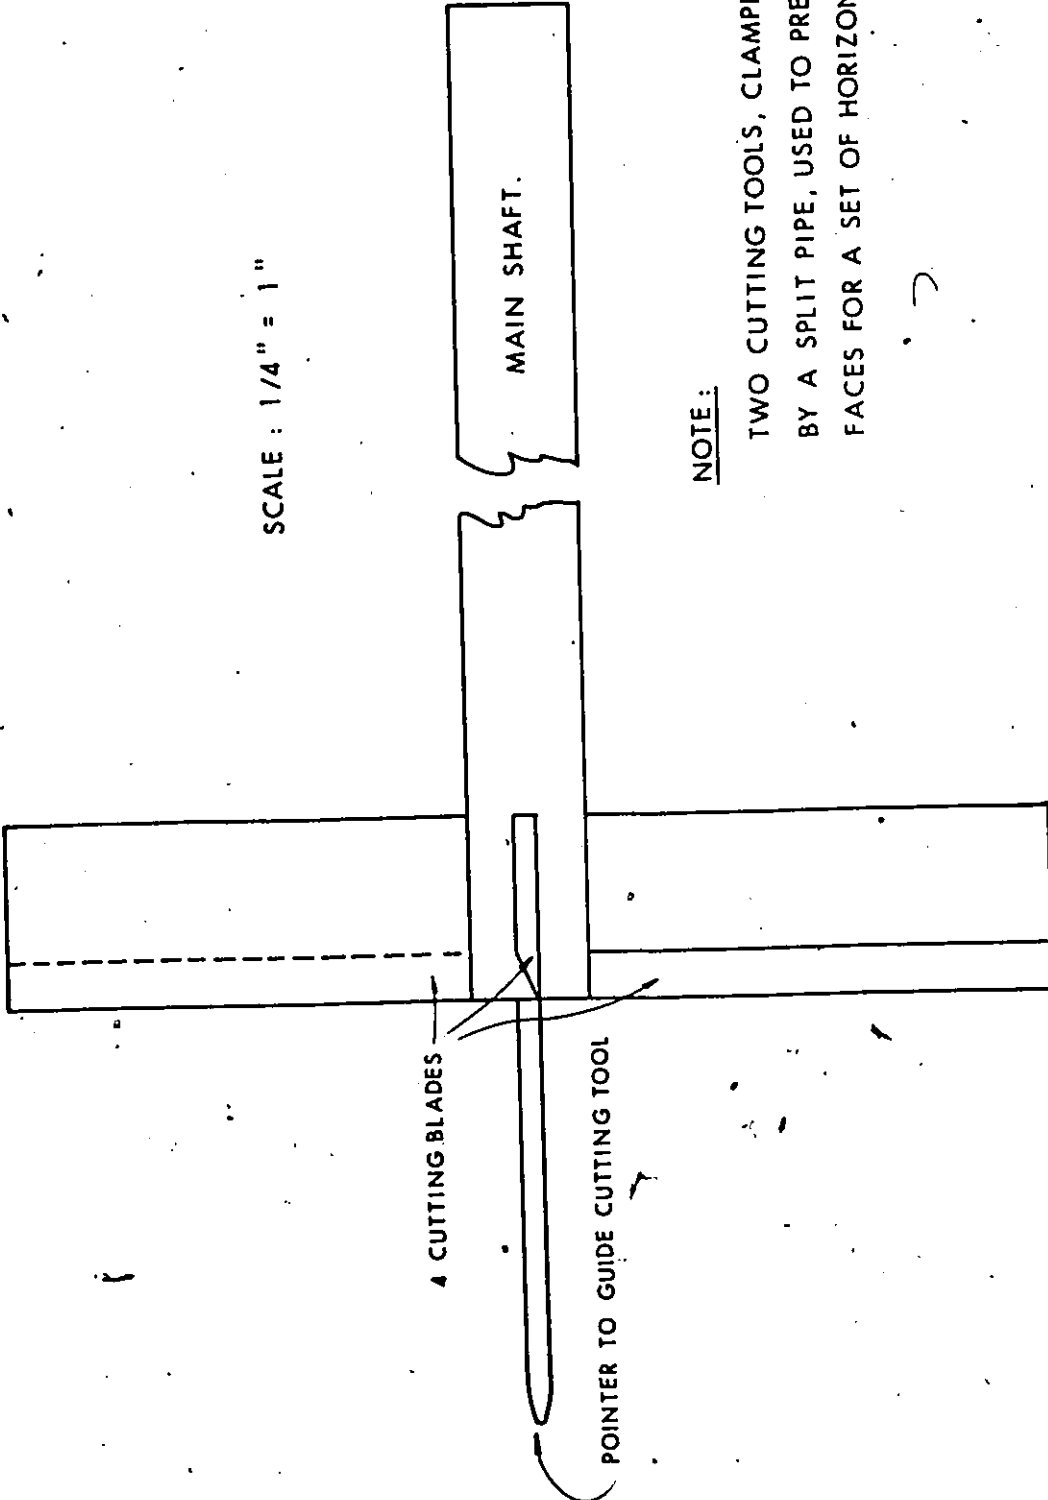 SCALE : 1/4" = 1"
MAIN SHAFT.
4 CUTTING BLADES
POINTER TO GUIDE CUTTING TOOL
NOTE :
TWO CUTTING TOOLS, CLAMP
BY A SPLIT PIPE, USED TO PRE
FACES FOR A SET OF HORIZON